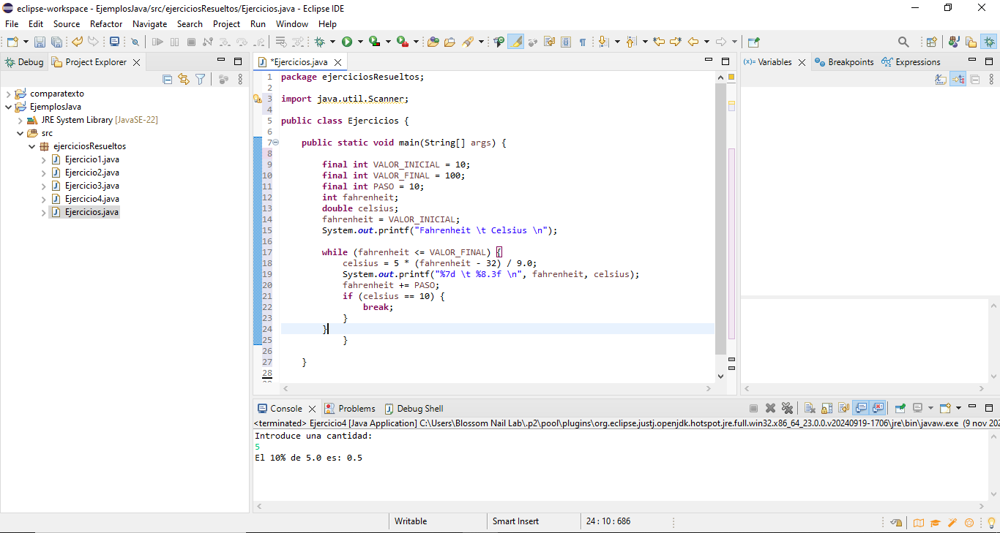 eclipse-workspace - EjemplosJava/src/ejerciciosResueltos/Ejercicios.java - Eclipse IDE
File Edit Source Refactor Navigate Search Project Run Window Help
Debug Project Explorer
comparatexto
EjemplosJava
JRE System Library [JavaSE-22]
src
ejerciciosResueltos
Ejercicio1.java
Ejercicio2.java
Ejercicio3.java
Ejercicio4.java
Ejercicios.java
*Ejercicios.java
1 package ejerciciosResueltos;
2
3 import java.util.Scanner;
4
5 public class Ejercicios {
6
7 public static void main(String[] args) {
8
9 final int VALOR_INICIAL = 10;
10 final int VALOR_FINAL = 100;
11 final int PASO = 10;
12 int fahrenheit;
13 double celsius;
14 fahrenheit = VALOR_INICIAL;
15 System.out.printf("Fahrenheit \t Celsius \n");
16
17 while (fahrenheit <= VALOR_FINAL) {
18 celsius = 5 * (fahrenheit - 32) / 9.0;
19 System.out.printf("%7d \t %8.3f \n", fahrenheit, celsius);
20 fahrenheit += PASO;
21 if (celsius == 10) {
22 break;
23 }
24 }
25 }
26
27 }
28
(x)= Variables Breakpoints Expressions
Console Problems Debug Shell
<terminated> Ejercicio4 [Java Application] C:\Users\Blossom Nail Lab\.p2\pool\plugins\org.eclipse.justj.openjdk.hotspot.jre.full.win32.x86_64_23.0.0.v20240919-1706\jre\bin\javaw.exe (9 nov 202
Introduce una cantidad:
5
El 10% de 5.0 es: 0.5
Writable Smart Insert 24 : 10 : 686